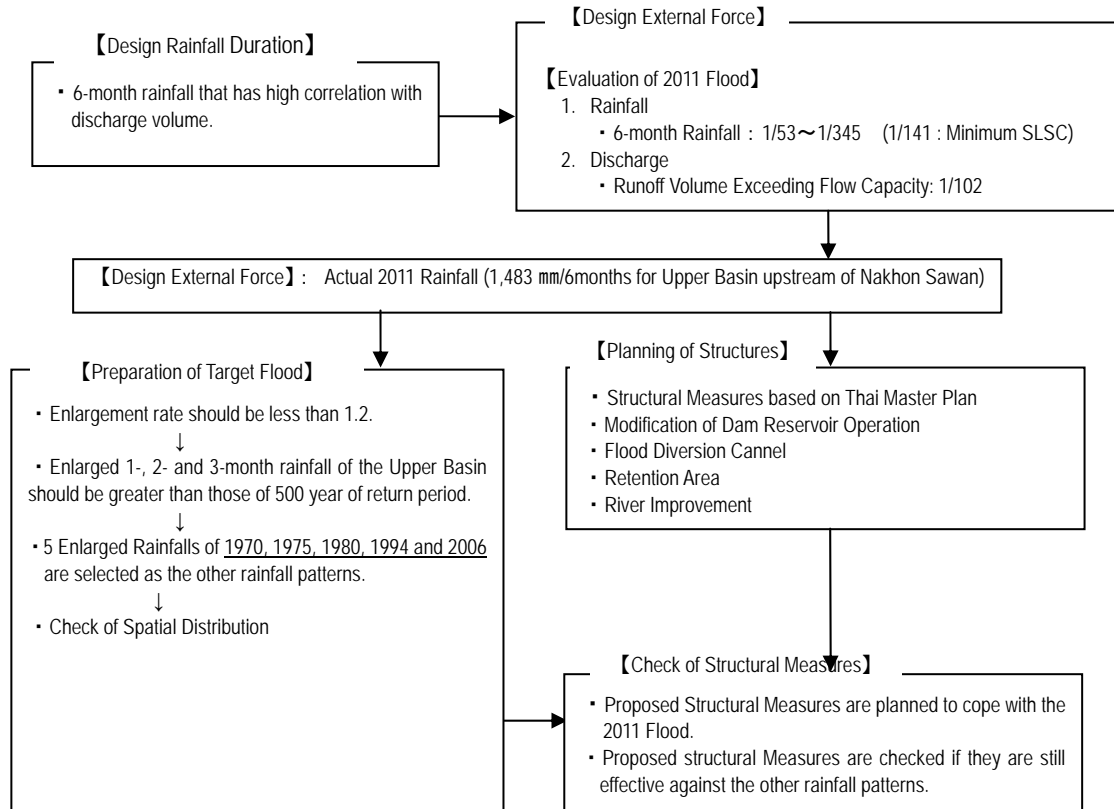 【Design Rainfall Duration】
・6-month rainfall that has high correlation with
discharge volume.
【Design External Force】
【Evaluation of 2011 Flood】
1. Rainfall
・6-month Rainfall : 1/53～1/345 (1/141 : Minimum SLSC)
2. Discharge
・Runoff Volume Exceeding Flow Capacity: 1/102
【Design External Force】: Actual 2011 Rainfall (1,483 ㎜/6months for Upper Basin upstream of Nakhon Sawan)
【Preparation of Target Flood】
・Enlargement rate should be less than 1.2.
↓
・Enlarged 1-, 2- and 3-month rainfall of the Upper Basin
should be greater than those of 500 year of return period.
↓
・5 Enlarged Rainfalls of 1970, 1975, 1980, 1994 and 2006
are selected as the other rainfall patterns.
↓
・Check of Spatial Distribution
【Planning of Structures】
・Structural Measures based on Thai Master Plan
・Modification of Dam Reservoir Operation
・Flood Diversion Cannel
・Retention Area
・River Improvement
【Check of Structural Measures】
・Proposed Structural Measures are planned to cope with the
2011 Flood.
・Proposed structural Measures are checked if they are still
effective against the other rainfall patterns.